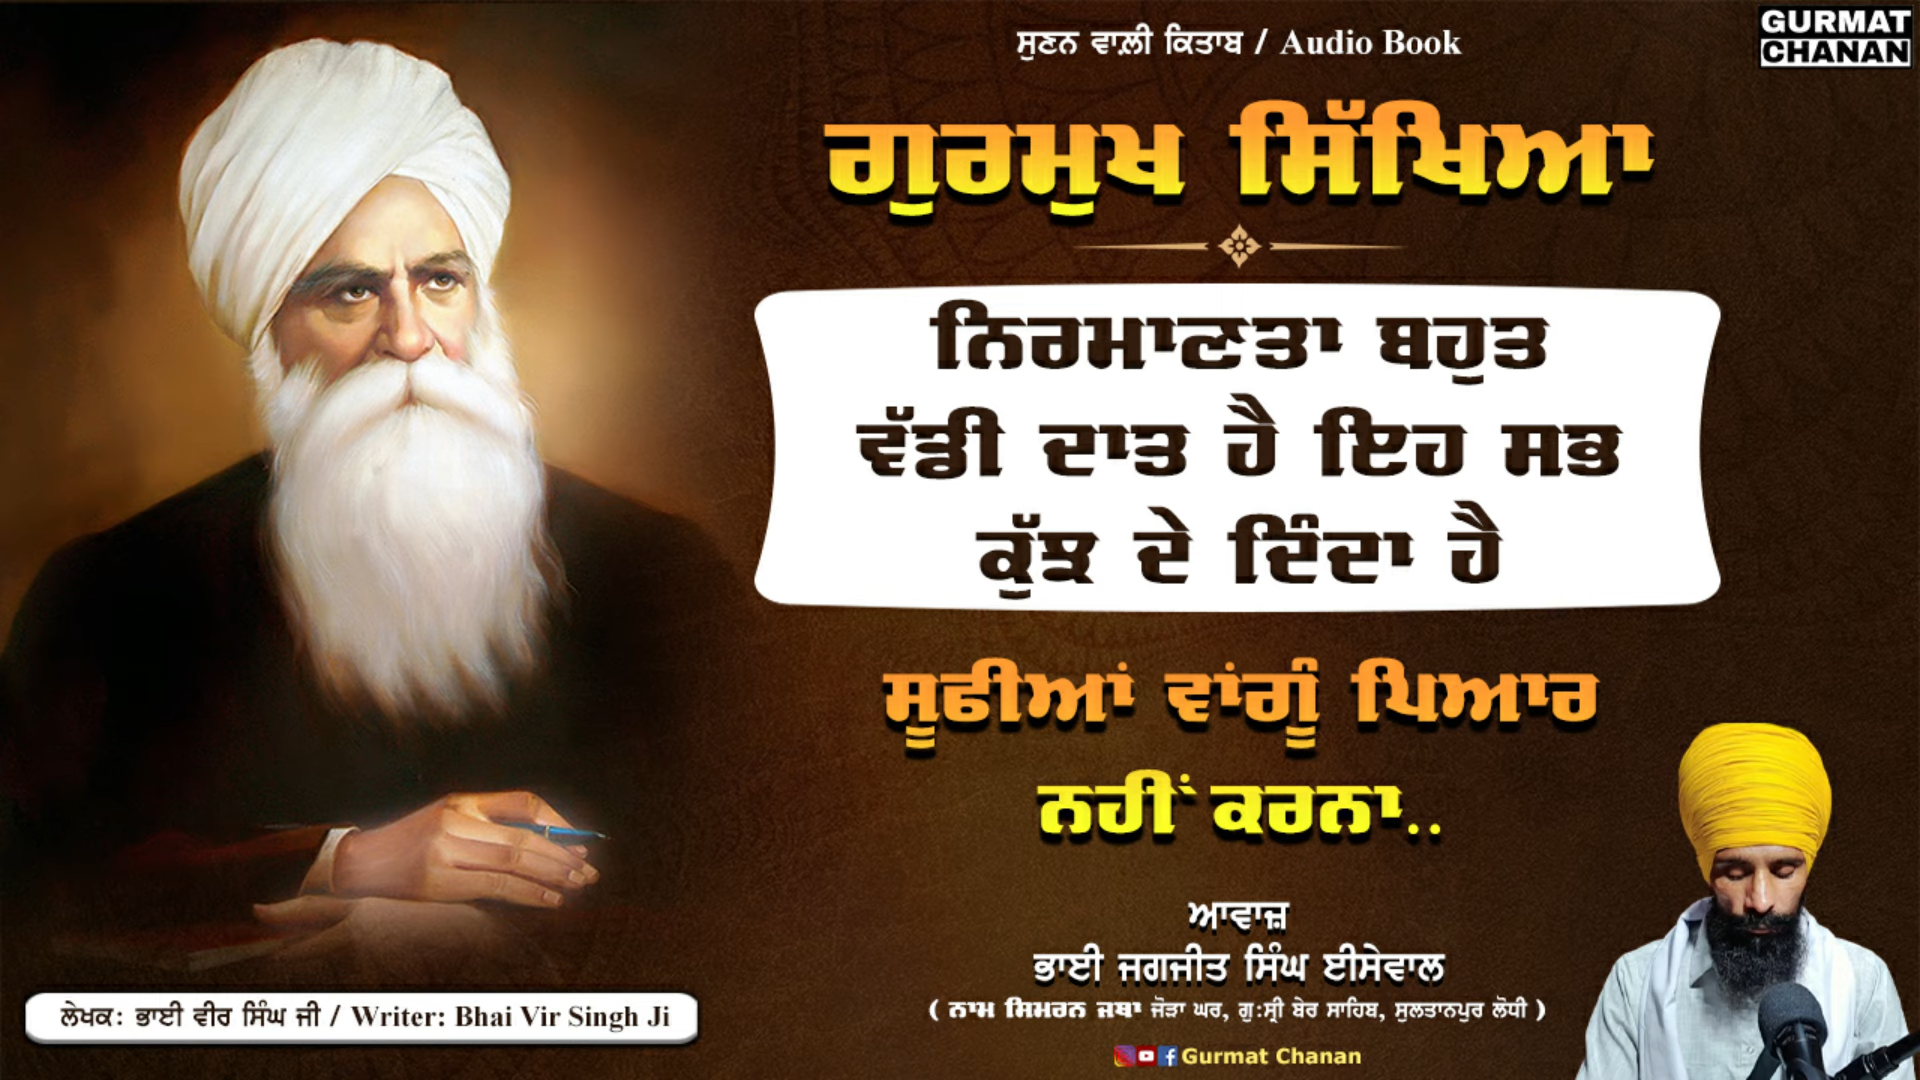 ਸੁਣਨ ਵਾਲੀ ਕਿਤਾਬ / Audio Book
GURMAT
CHANAN
ਗੁਰਮੁਖ ਸਿੱਖਿਆ
ਨਿਰਮਾਣਤਾ ਬਹੁਤ
ਵੱਡੀ ਦਾਤ ਹੈ ਇਹ ਸਭ
ਕੁੱਝ ਦੇ ਦਿੰਦਾ ਹੈ
ਸੂਫੀਆਂ ਵਾਂਗੂੰ ਪਿਆਰ
ਨਹੀਂ ਕਰਨਾ..
ਆਵਾਜ਼
ਭਾਈ ਜਗਜੀਤ ਸਿੰਘ ਈਸੇਵਾਲ
( ਨਾਮ ਸਿਮਰਨ ਜਥਾ ਜੋੜਾ ਘਰ, ਗੁ:ਸ੍ਰੀ ਬੇਰ ਸਾਹਿਬ, ਸੁਲਤਾਨਪੁਰ ਲੋਧੀ )
Gurmat Chanan
ਲੇਖਕ: ਭਾਈ ਵੀਰ ਸਿੰਘ ਜੀ / Writer: Bhai Vir Singh Ji